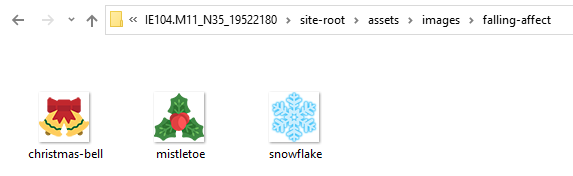 « IE104.M11_N35_19522180 > site-root > assets > images > falling-affect
christmas-bell mistletoe snowflake